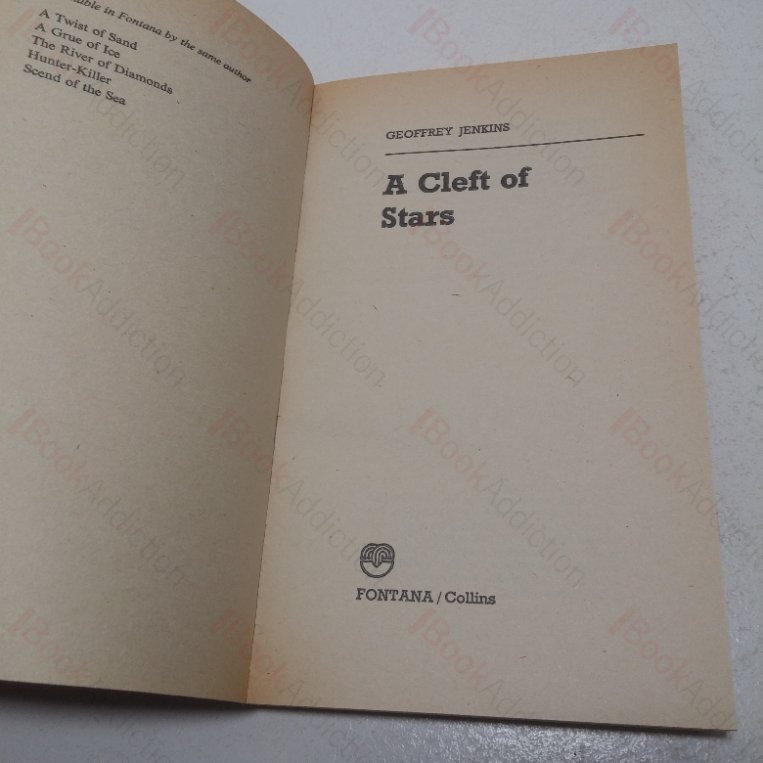 in Fontana by the same author
A Twist of Sand
A Grue of Ice
The River of Diamonds
Hunter-Killer
Scend of the Sea
GEOFFREY JENKINS
A Cleft of
Stars
FONTANA / Collins
BookAddiction